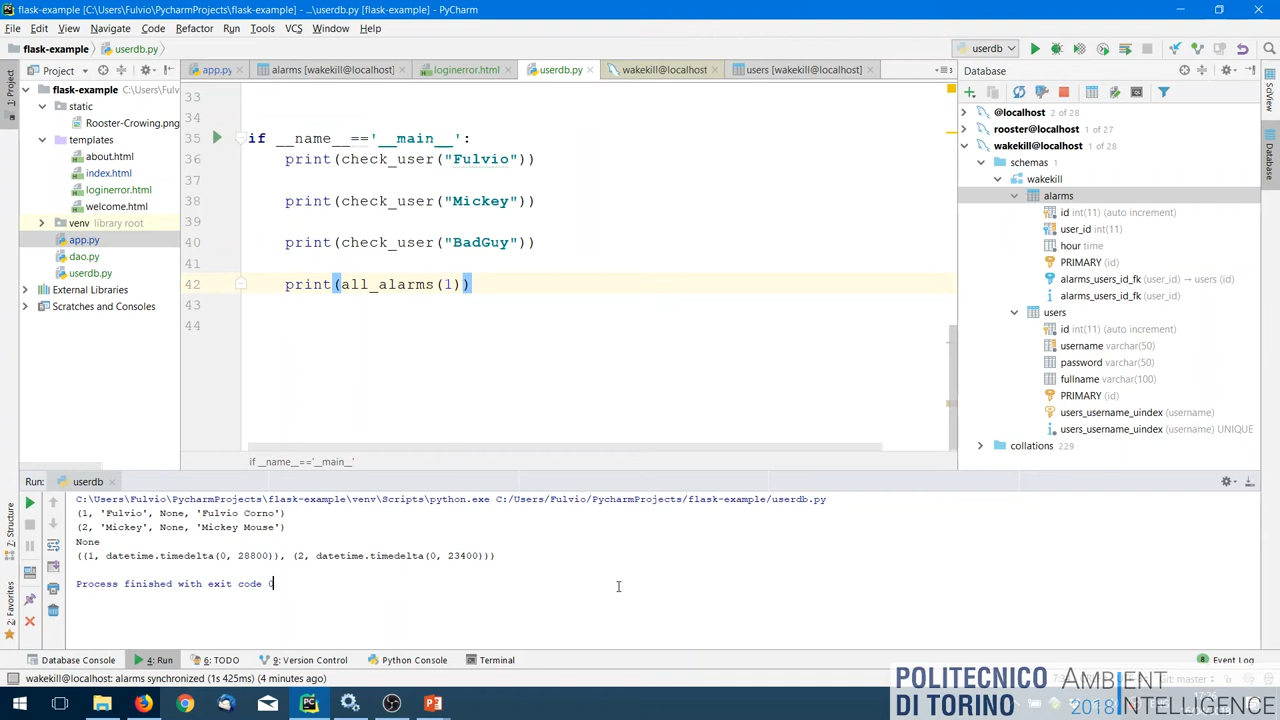 flask-example [C:\Users\Fulvio\PycharmProjects\flask-example] - ...\userdb.py - PyCharm
File Edit View Navigate Code Refactor Tools Run VCS Window Help
flask-example userdb.py userdb
Project app.py alarms [wakekill@localhost] loginerror.html userdb.py wakekill@localhost users [wakekill@localhost] Database
1: Project
flask-example C:\Users\Fulv
static
Rooster-Crowing.png
templates
about.html
index.html
loginerror.html
welcome.html
venv library root
app.py
dao.py
userdb.py
External Libraries
Scratches and Consoles
33
34
35 if __name__=='__main__':
36 print(check_user("Fulvio"))
37
38 print(check_user("Mickey"))
39
40 print(check_user("BadGuy"))
41
42 print(all_alarms(1))
43
44
if __name__=='__main__'
@localhost 2 of 28
rooster@localhost 1 of 27
wakekill@localhost 1 of 28
schemas 1
wakekill
alarms
id int(11) (auto increment)
user_id int(11)
hour time
PRIMARY (id)
alarms_users_id_fk (user_id) → users (id)
alarms_users_id_fk (user_id)
users
id int(11) (auto increment)
username varchar(50)
password varchar(50)
fullname varchar(100)
PRIMARY (id)
users_username_uindex (username)
users_username_uindex (username) UNIQUE
collations 229
SciView
Database
Run: userdb
C:\Users\Fulvio\PycharmProjects\flask-example\venv\Scripts\python.exe C:/Users/Fulvio/PycharmProjects/flask-example/userdb.py
(1, 'Fulvio', None, 'Fulvio Corno')
(2, 'Mickey', None, 'Mickey Mouse')
None
((1, datetime.timedelta(0, 28800)), (2, datetime.timedelta(0, 23400)))
Process finished with exit code 0
7: Structure
2: Favorites
Database Console 4: Run 6: TODO 9: Version Control Python Console Terminal 8 Event Log
wakekill@localhost: alarms synchronized (1s 425ms) (4 minutes ago)
Git: master
POLITECNICO
DI TORINO
AMBIENT
2018 INTELLIGENCE